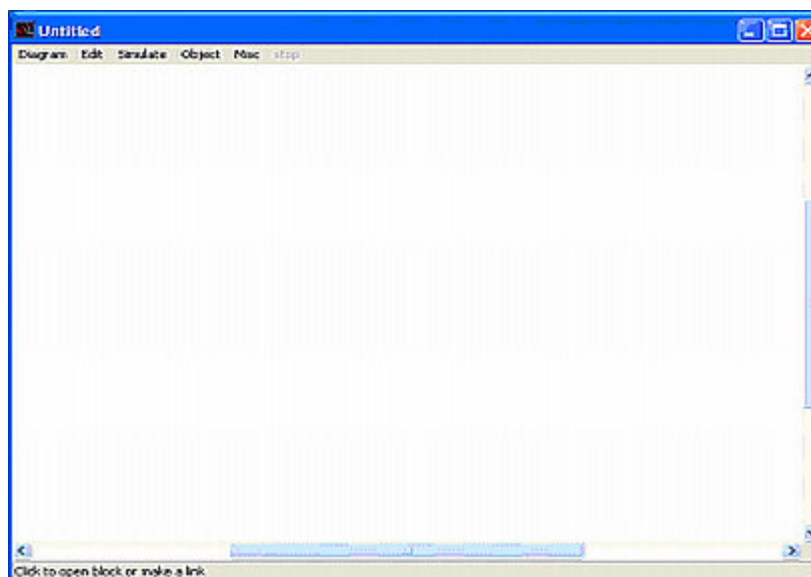 Untitled
Diagram Edit Simulate Object Misc stop
Click to open block or make a link